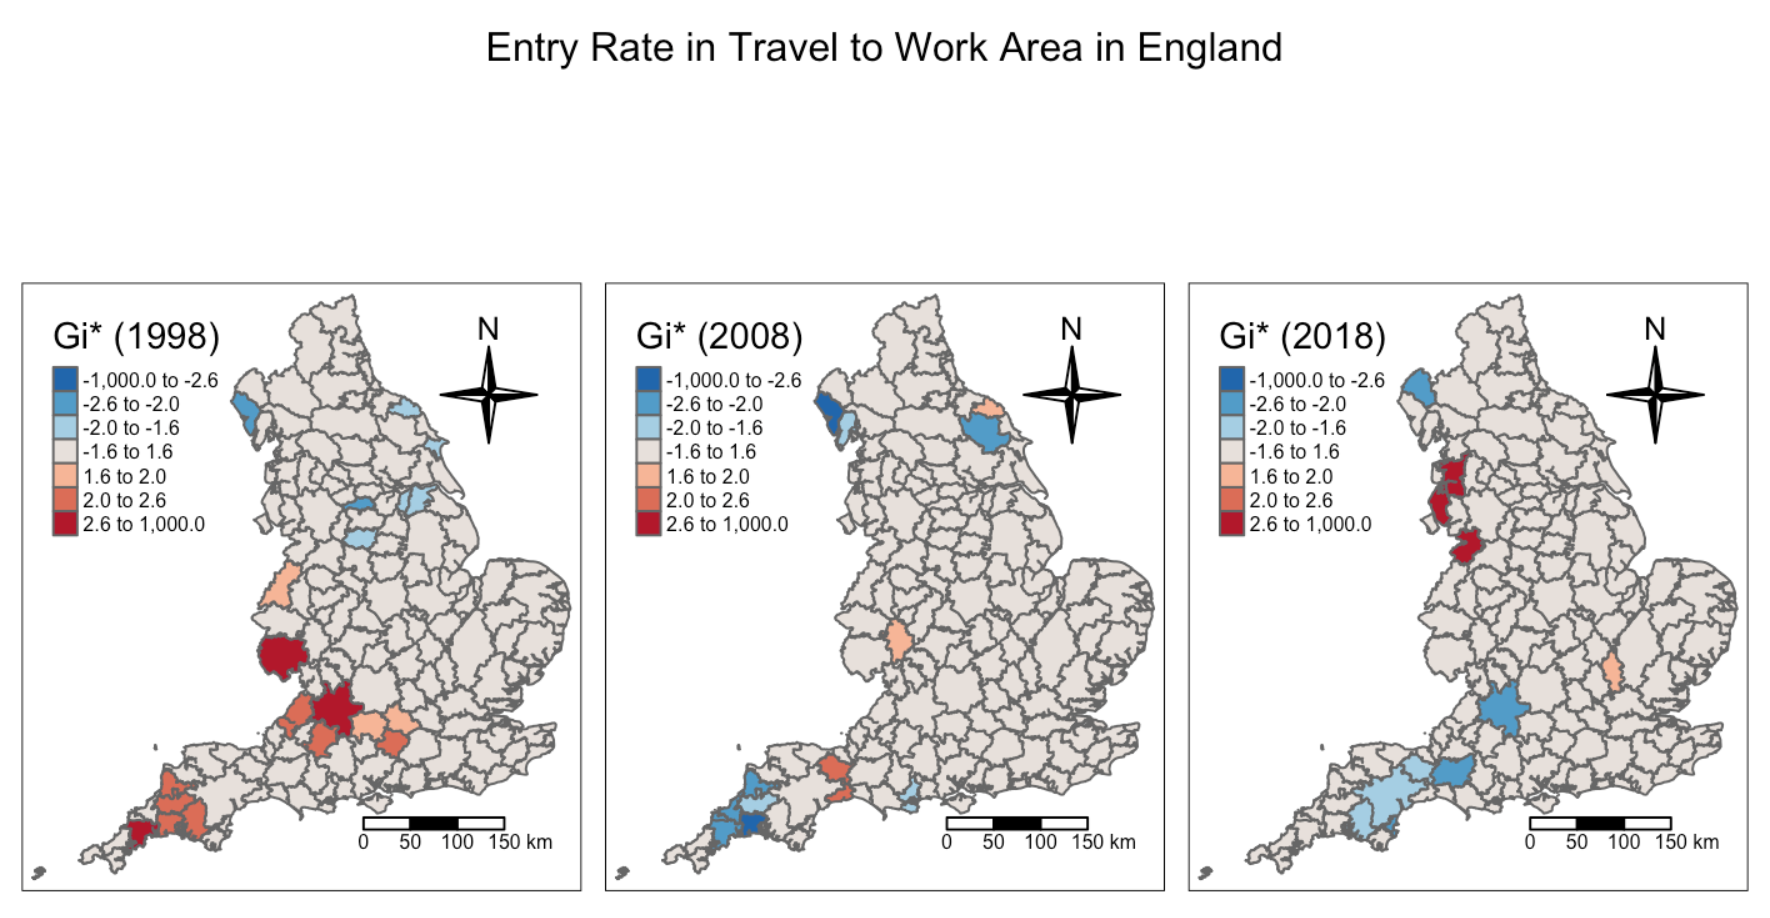 Entry Rate in Travel to Work Area in England
Gi* (1998)
N
-1,000.0 to -2.6
-2.6 to -2.0
-2.0 to -1.6
-1.6 to 1.6
1.6 to 2.0
2.0 to 2.6
2.6 to 1,000.0
0 50 100 150 km
Gi* (2008)
N
-1,000.0 to -2.6
-2.6 to -2.0
-2.0 to -1.6
-1.6 to 1.6
1.6 to 2.0
2.0 to 2.6
2.6 to 1,000.0
0 50 100 150 km
Gi* (2018)
N
-1,000.0 to -2.6
-2.6 to -2.0
-2.0 to -1.6
-1.6 to 1.6
1.6 to 2.0
2.0 to 2.6
2.6 to 1,000.0
0 50 100 150 km